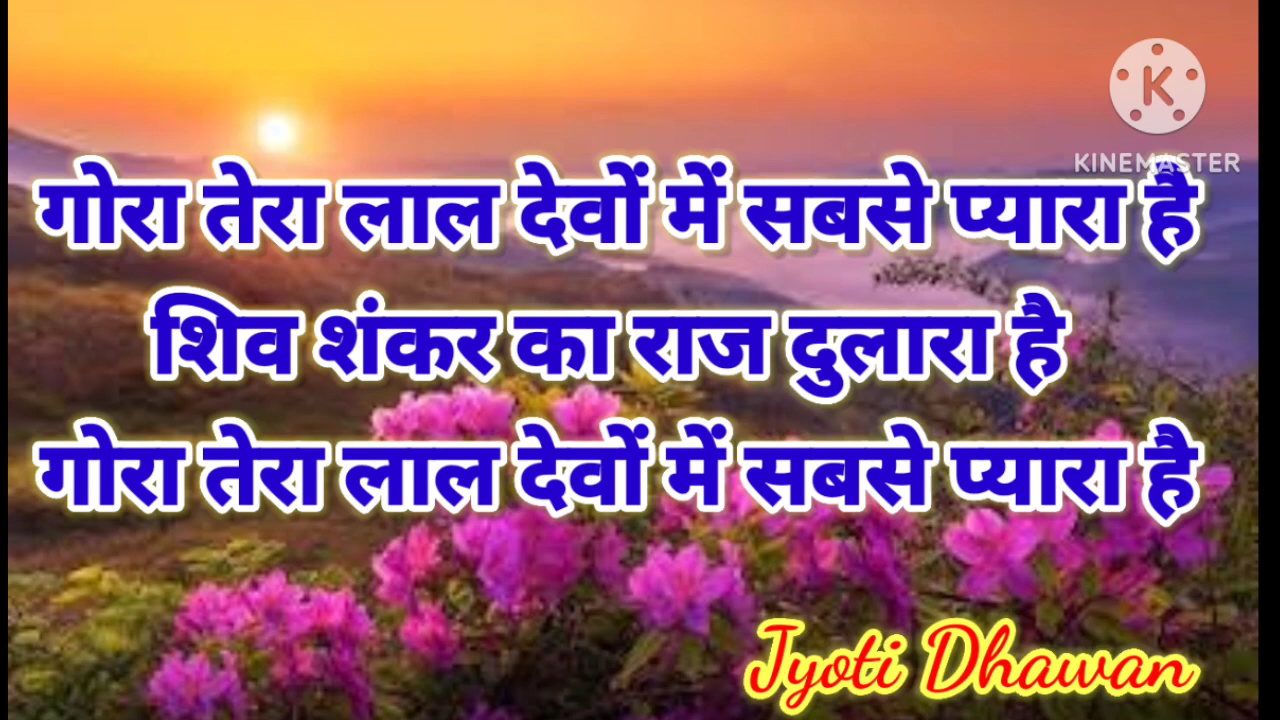 KINEMASTER
गोरा तेरा लाल देवों में सबसे प्यारा है
शिव शंकर का राज दुलारा है
गोरा तेरा लाल देवों में सबसे प्यारा है
Jyoti Dhawan